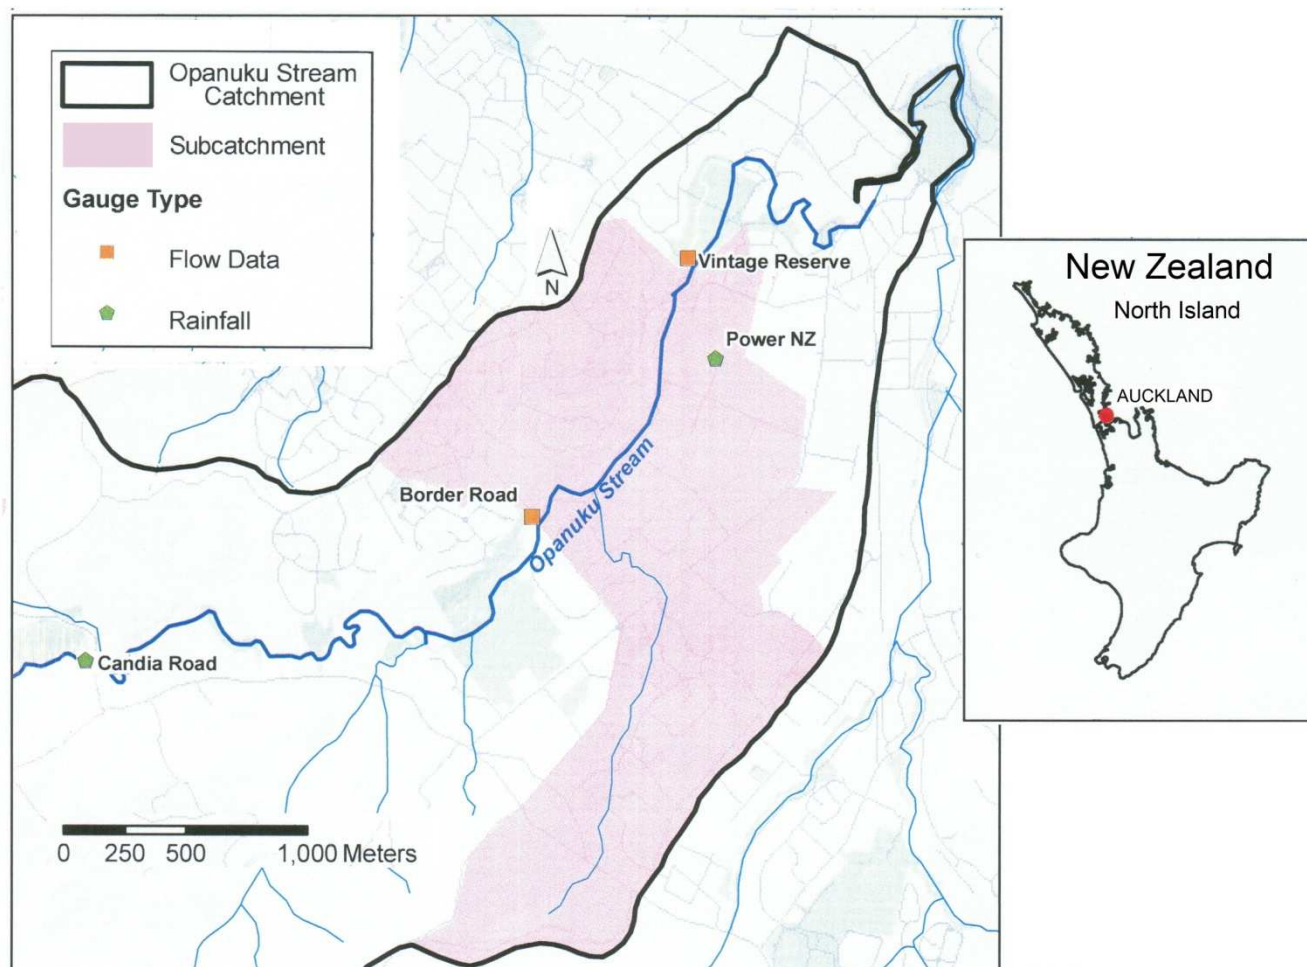 Opanuku Stream
Catchment
Subcatchment
Gauge Type
Flow Data
Rainfall
N
Vintage Reserve
Power NZ
Border Road
Opanuku Stream
Candia Road
0 250 500 1,000 Meters
New Zealand
North Island
AUCKLAND